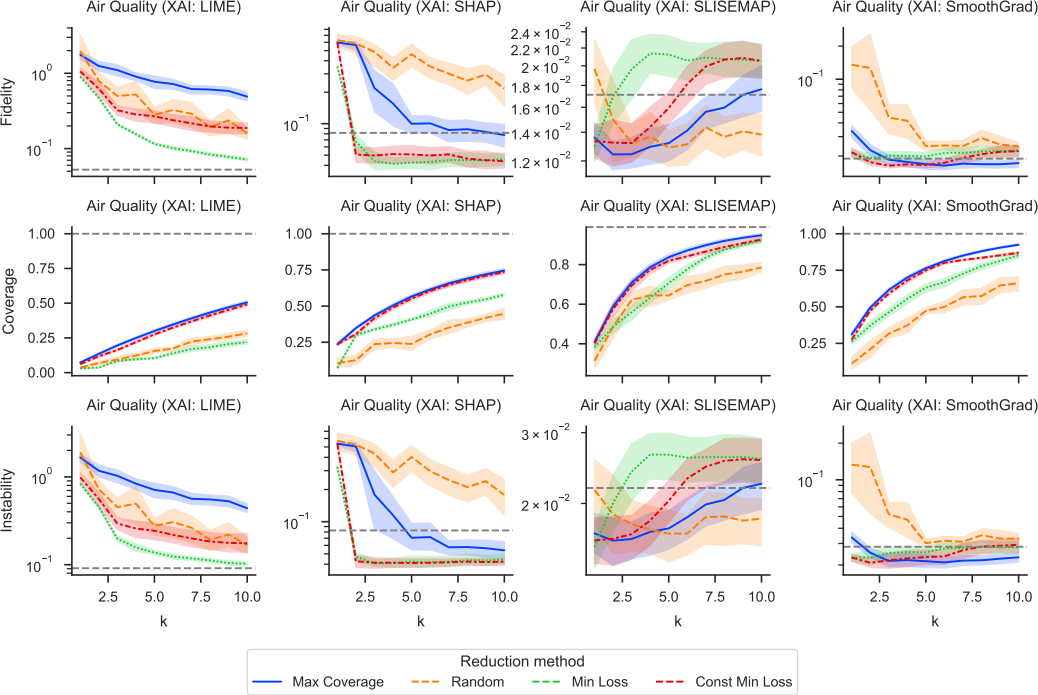 Air Quality (XAI: LIME)
Air Quality (XAI: SHAP)
Air Quality (XAI: SLISEMAP)
Air Quality (XAI: SmoothGrad)
Fidelity
10⁰
10⁻¹
10⁻¹
2.4 × 10⁻²
2.2 × 10⁻²
2 × 10⁻²
1.8 × 10⁻²
1.6 × 10⁻²
1.4 × 10⁻²
1.2 × 10⁻²
10⁻¹
Air Quality (XAI: LIME)
Air Quality (XAI: SHAP)
Air Quality (XAI: SLISEMAP)
Air Quality (XAI: SmoothGrad)
Coverage
1.00
0.75
0.50
0.25
0.00
1.00
0.75
0.50
0.25
0.8
0.6
0.4
1.00
0.75
0.50
0.25
Air Quality (XAI: LIME)
Air Quality (XAI: SHAP)
Air Quality (XAI: SLISEMAP)
Air Quality (XAI: SmoothGrad)
Instability
10⁰
10⁻¹
10⁻¹
3 × 10⁻²
2 × 10⁻²
10⁻¹
2.5 5.0 7.5 10.0
2.5 5.0 7.5 10.0
2.5 5.0 7.5 10.0
2.5 5.0 7.5 10.0
k
k
k
k
Reduction method
Max Coverage Random Min Loss Const Min Loss